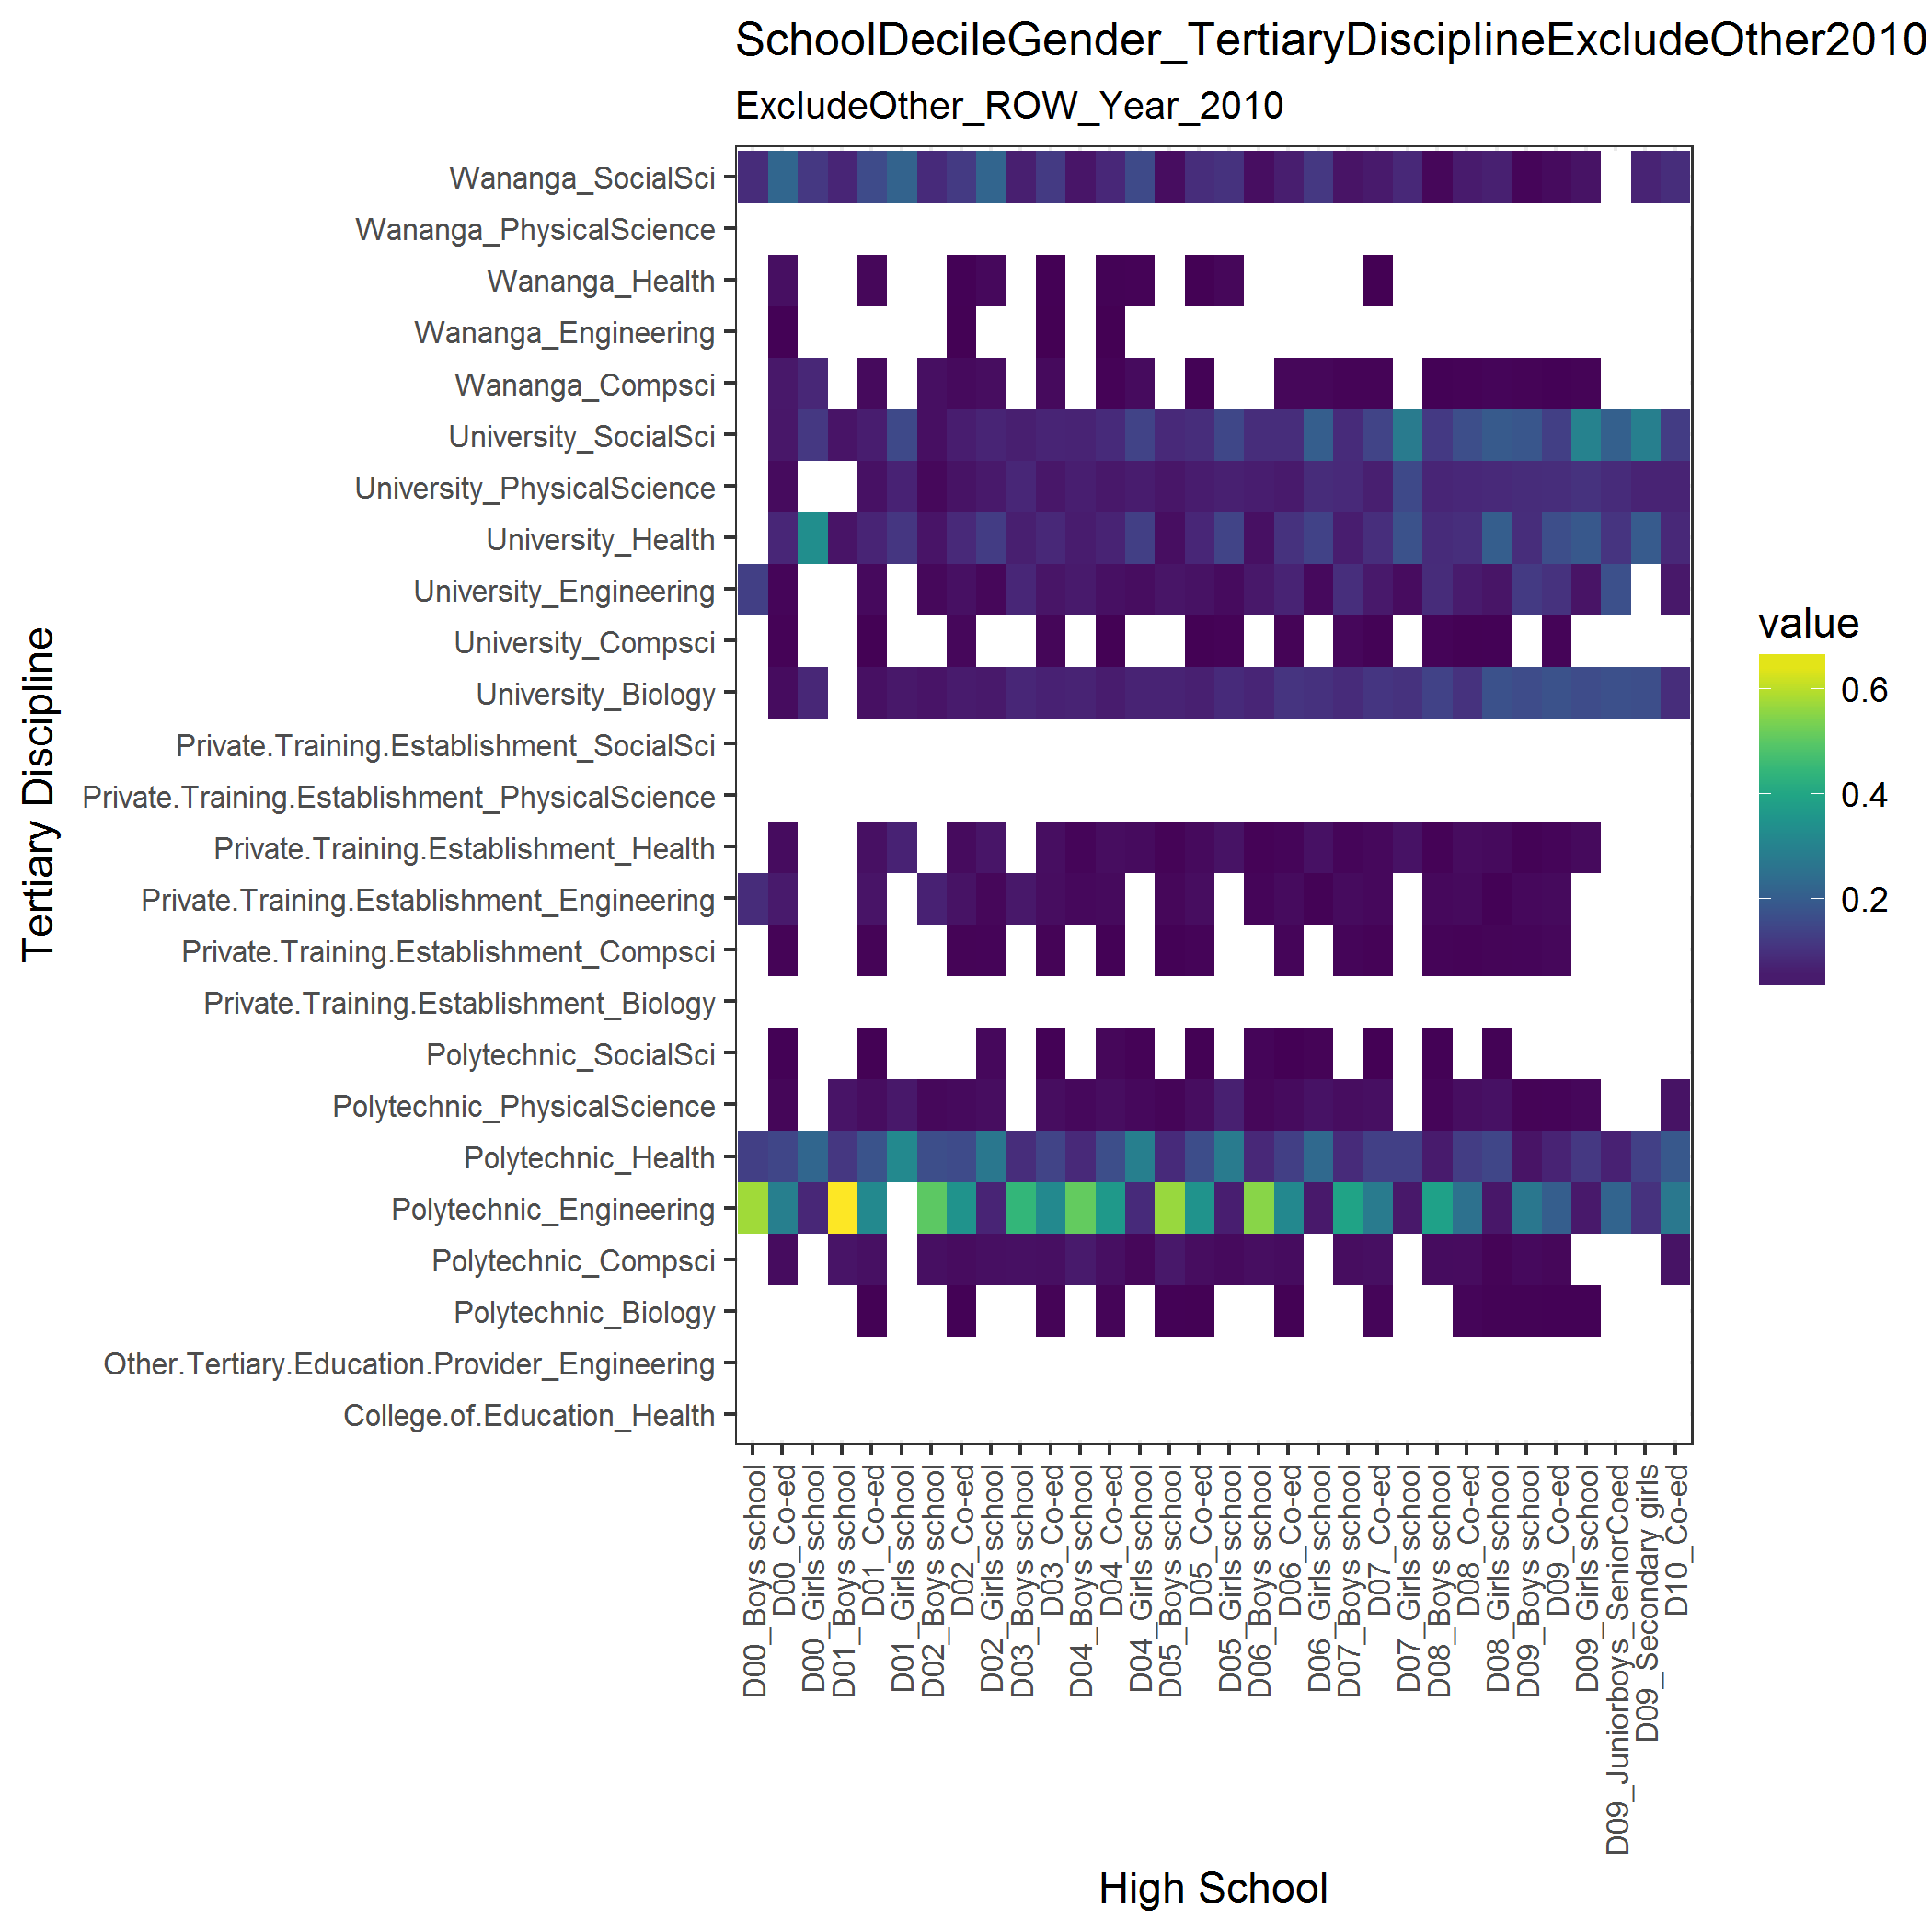 SchoolDecileGender_TertiaryDisciplineExcludeOther2010
ExcludeOther_ROW_Year_2010
Tertiary Discipline
Wananga_SocialSci
Wananga_PhysicalScience
Wananga_Health
Wananga_Engineering
Wananga_Compsci
University_SocialSci
University_PhysicalScience
University_Health
University_Engineering
University_Compsci
University_Biology
Private.Training.Establishment_SocialSci
Private.Training.Establishment_PhysicalScience
Private.Training.Establishment_Health
Private.Training.Establishment_Engineering
Private.Training.Establishment_Compsci
Private.Training.Establishment_Biology
Polytechnic_SocialSci
Polytechnic_PhysicalScience
Polytechnic_Health
Polytechnic_Engineering
Polytechnic_Compsci
Polytechnic_Biology
Other.Tertiary.Education.Provider_Engineering
College.of.Education_Health
D00_Boys school
D00_Co-ed
D00_Girls school
D01_Boys school
D01_Co-ed
D01_Girls school
D02_Boys school
D02_Co-ed
D02_Girls school
D03_Boys school
D03_Co-ed
D04_Boys school
D04_Co-ed
D04_Girls school
D05_Boys school
D05_Co-ed
D05_Girls school
D06_Boys school
D06_Co-ed
D06_Girls school
D07_Boys school
D07_Co-ed
D07_Girls school
D08_Boys school
D08_Co-ed
D08_Girls school
D09_Boys school
D09_Co-ed
D09_Girls school
D09_Juniorboys_SeniorCoed
D09_Secondary girls
D10_Co-ed
High School
value
0.6
0.4
0.2